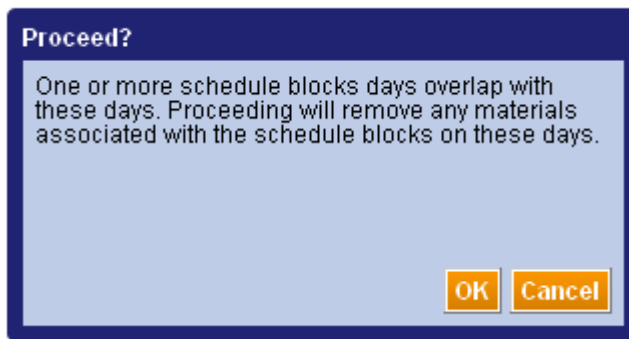 Proceed?
One or more schedule blocks days overlap with
these days. Proceeding will remove any materials
associated with the schedule blocks on these days.
OK Cancel